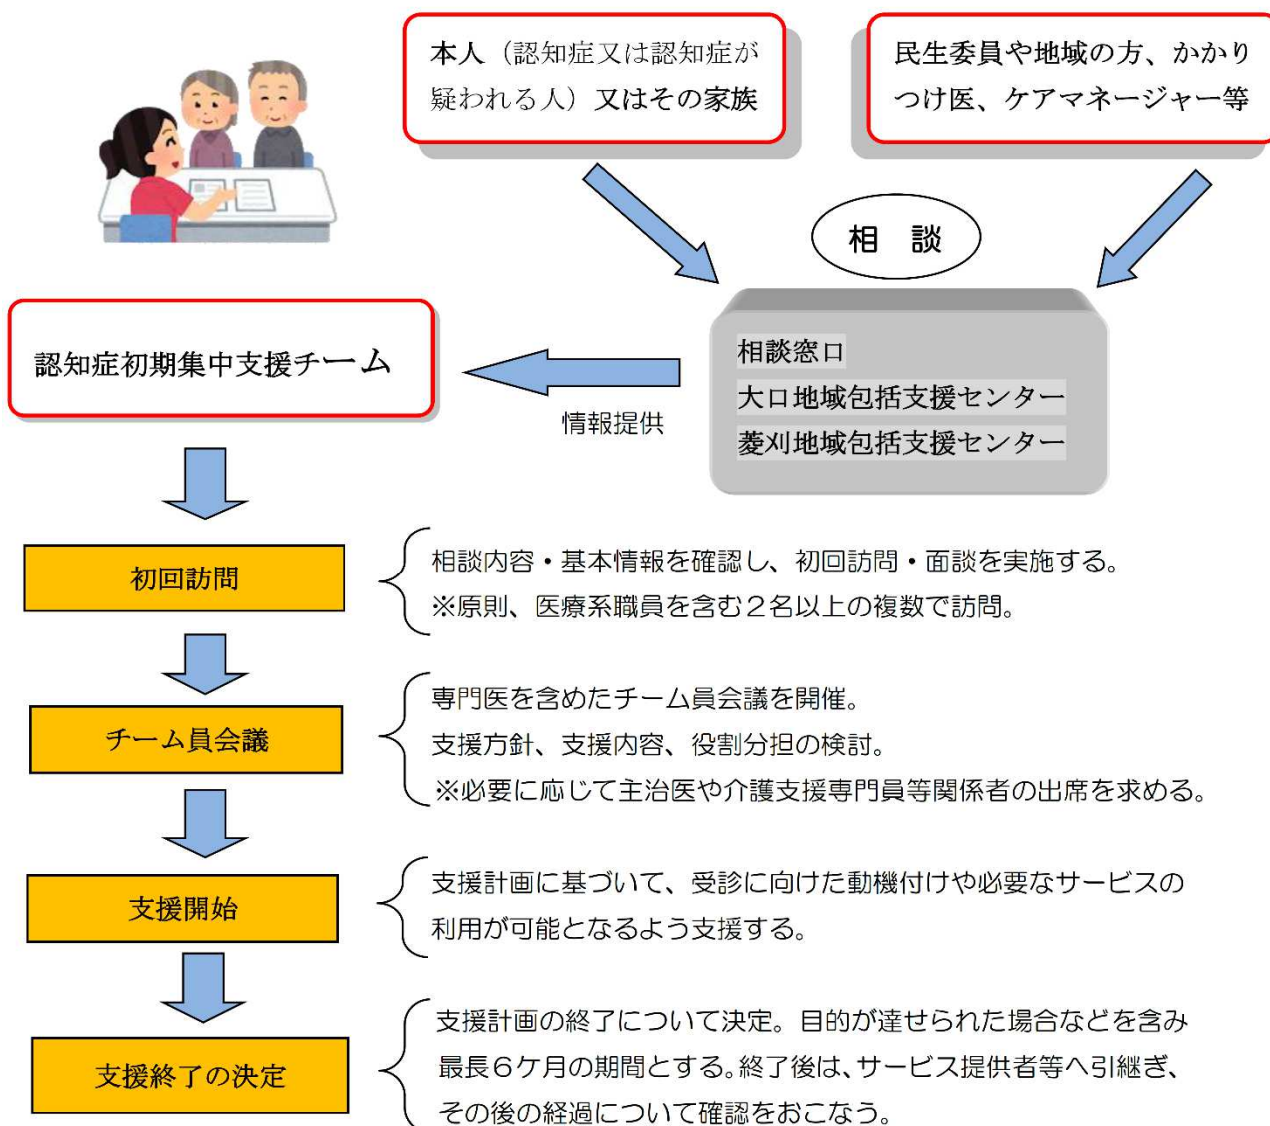 本人（認知症又は認知症が
疑われる人）又はその家族
民生委員や地域の方、かかり
つけ医、ケアマネージャー等
相　談
相談窓口
大口地域包括支援センター
菱刈地域包括支援センター
認知症初期集中支援チーム
情報提供
初回訪問
相談内容・基本情報を確認し、初回訪問・面談を実施する。
※原則、医療系職員を含む２名以上の複数で訪問。
チーム員会議
専門医を含めたチーム員会議を開催。
支援方針、支援内容、役割分担の検討。
※必要に応じて主治医や介護支援専門員等関係者の出席を求める。
支援開始
支援計画に基づいて、受診に向けた動機付けや必要なサービスの
利用が可能となるよう支援する。
支援終了の決定
支援計画の終了について決定。目的が達せられた場合などを含み
最長６ケ月の期間とする。終了後は、サービス提供者等へ引継ぎ、
その後の経過について確認をおこなう。